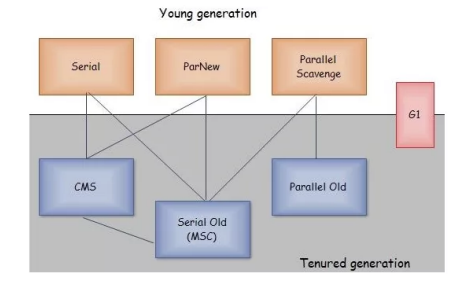 Young generation
Serial
ParNew
Parallel
Scavenge
G1
CMS
Serial Old
(MSC)
Parallel Old
Tenured generation